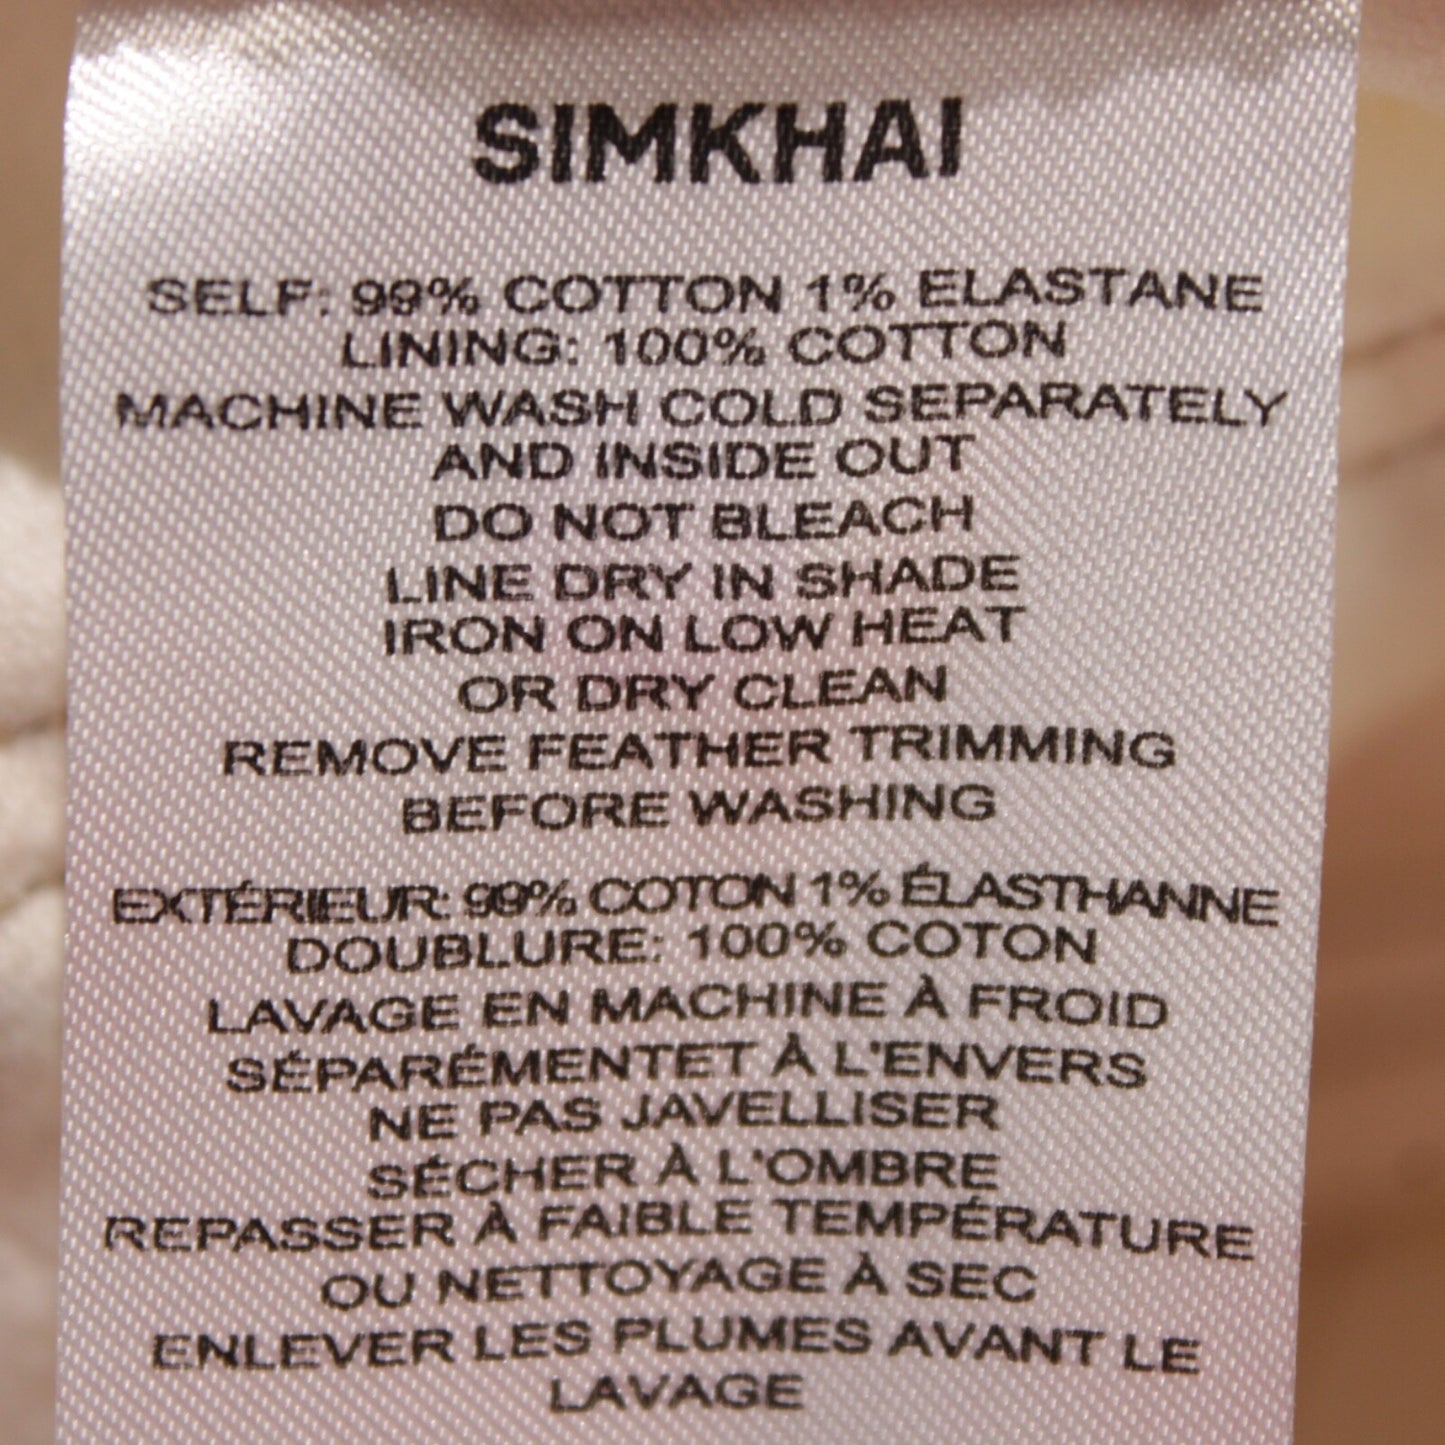 SIMKHAI
SELF: 99% COTTON 1% ELASTANE
LINING: 100% COTTON
MACHINE WASH COLD SEPARATELY
AND INSIDE OUT
DO NOT BLEACH
LINE DRY IN SHADE
IRON ON LOW HEAT
OR DRY CLEAN
REMOVE FEATHER TRIMMING
BEFORE WASHING
EXTÉRIEUR: 99% COTON 1% ÉLASTHANNE
DOUBLURE: 100% COTON
LAVAGE EN MACHINE À FROID
SÉPARÉMENTET À L'ENVERS
NE PAS JAVELLISER
SÉCHER À L'OMBRE
REPASSER À FAIBLE TEMPÉRATURE
OU NETTOYAGE À SEC
ENLEVER LES PLUMES AVANT LE
LAVAGE